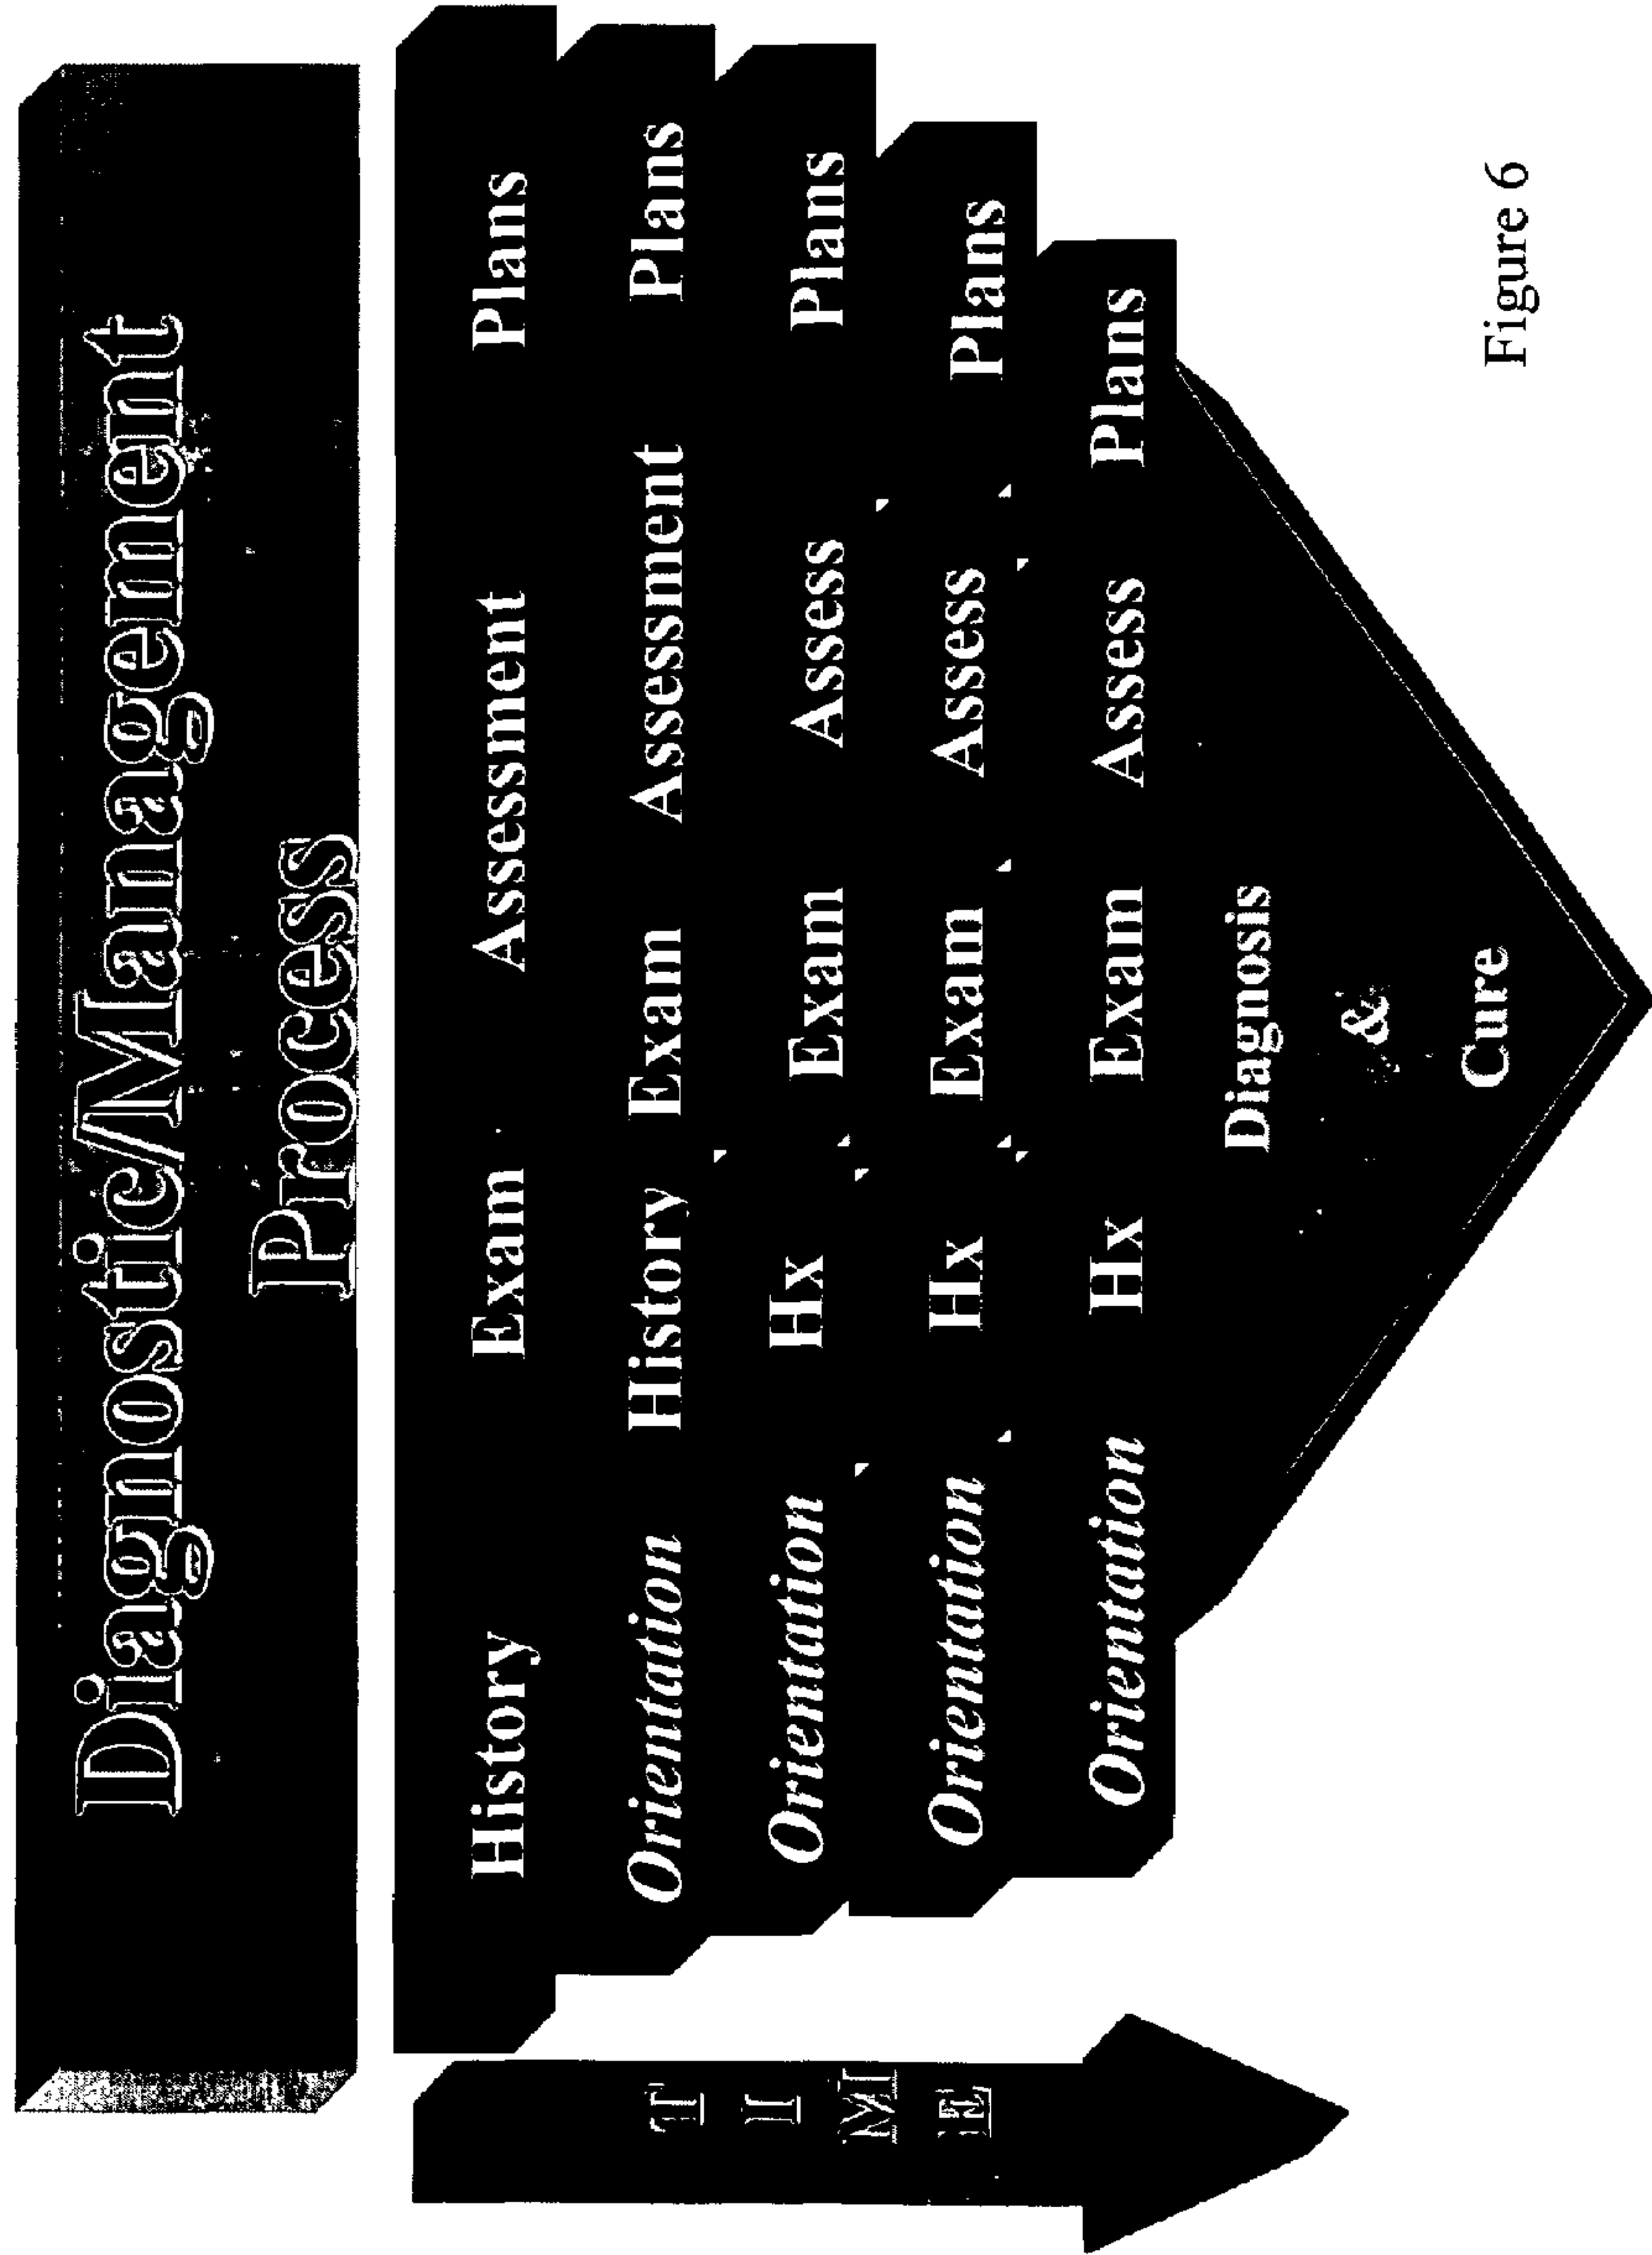 Diagnostic/Management
Process
History Exam Assessment Plans
Orientation History Exam Assessment Plans
Orientation Hx Exam Assess Plans
Orientation Hx Exam Assess Plans
Orientation Hx Exam Assess Plans
Diagnosis
&
Cure
T
I
M
E
Figure 6